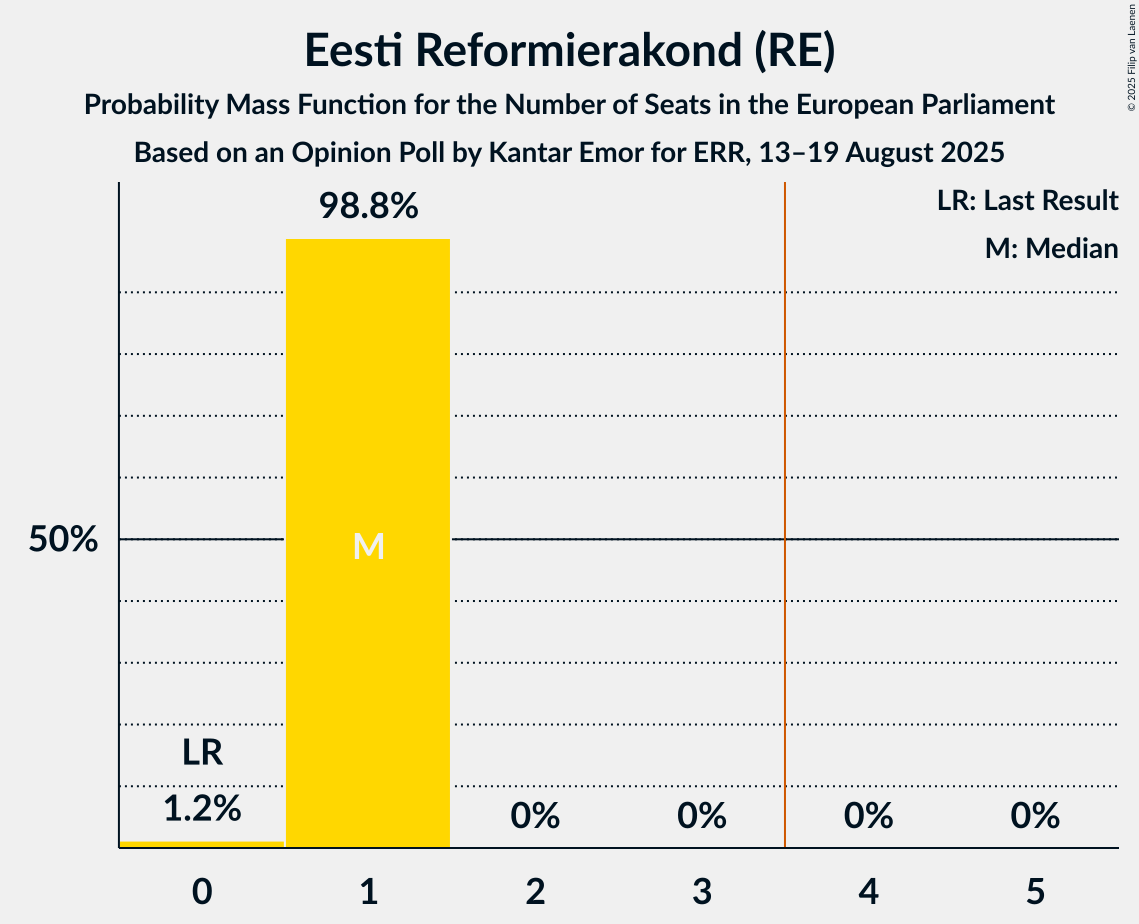 Eesti Reformierakond (RE)
Probability Mass Function for the Number of Seats in the European Parliament
Based on an Opinion Poll by Kantar Emor for ERR, 13–19 August 2025
© 2025 Filip van Laenen
LR: Last Result
M: Median
98.8%
50%
M
LR
1.2%
0%
0%
0%
0%
0
1
2
3
4
5